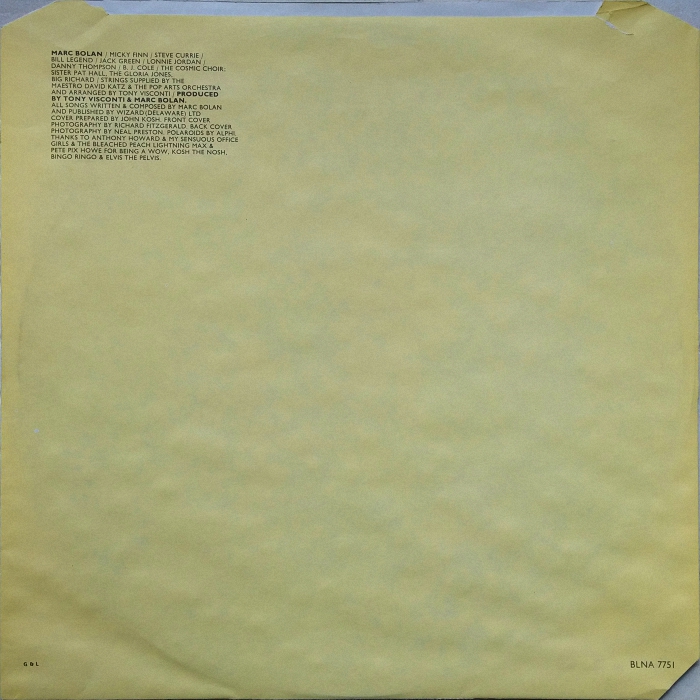 MARC BOLAN / MICKY FINN / STEVE CURRIE /
BILL LEGEND / JACK GREEN / LONNIE JORDAN /
DANNY THOMPSON / B. J. COLE / THE COSMIC CHOIR:
SISTER PAT HALL, THE GLORIA JONES,
BIG RICHARD / STRINGS SUPPLIED BY THE
MAESTRO DAVID KATZ & THE POP ARTS ORCHESTRA
AND ARRANGED BY TONY VISCONTI / PRODUCED
BY TONY VISCONTI & MARC BOLAN.
ALL SONGS WRITTEN & COMPOSED BY MARC BOLAN
AND PUBLISHED BY WIZARD (DELAWARE) LTD
COVER PREPARED BY JOHN KOSH. FRONT COVER
PHOTOGRAPHY BY RICHARD FITZGERALD. BACK COVER
PHOTOGRAPHY BY NEAL PRESTON. POLAROIDS BY ALPHI.
THANKS TO ANTHONY HOWARD & MY SENSUOUS OFFICE
GIRLS & THE BLEACHED PEACH LIGHTNING MAX &
PETE PIX HOWE FOR BEING A WOW, KOSH THE NOSH,
BINGO RINGO & ELVIS THE PELVIS.
G & L
BLNA 7751